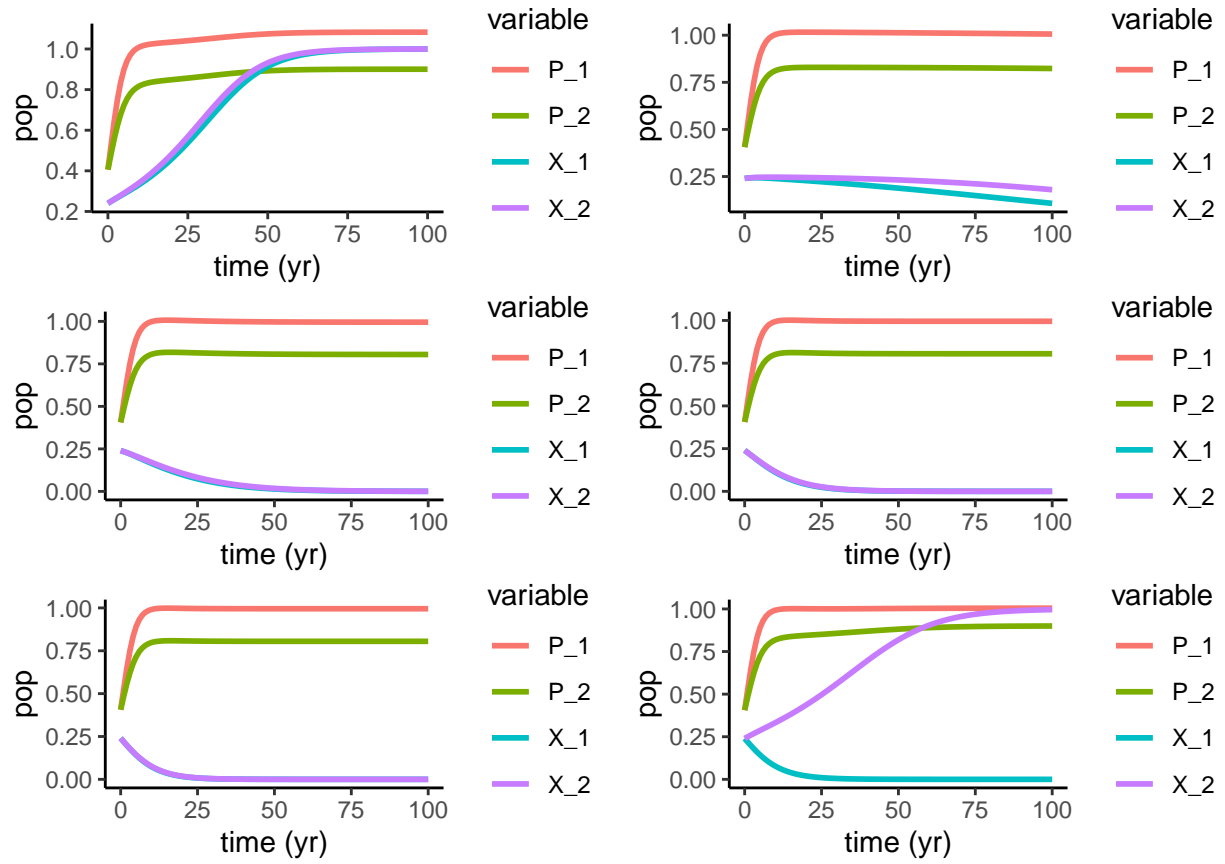 variable
1.0
0.8
0.6
0.4
0.2
pop
0 25 50 75 100
time (yr)
P_1
P_2
X_1
X_2
variable
1.00
0.75
0.50
0.25
pop
0 25 50 75 100
time (yr)
P_1
P_2
X_1
X_2
variable
1.00
0.75
0.50
0.25
0.00
pop
0 25 50 75 100
time (yr)
P_1
P_2
X_1
X_2
variable
1.00
0.75
0.50
0.25
0.00
pop
0 25 50 75 100
time (yr)
P_1
P_2
X_1
X_2
variable
1.00
0.75
0.50
0.25
0.00
pop
0 25 50 75 100
time (yr)
P_1
P_2
X_1
X_2
variable
1.00
0.75
0.50
0.25
0.00
pop
0 25 50 75 100
time (yr)
P_1
P_2
X_1
X_2